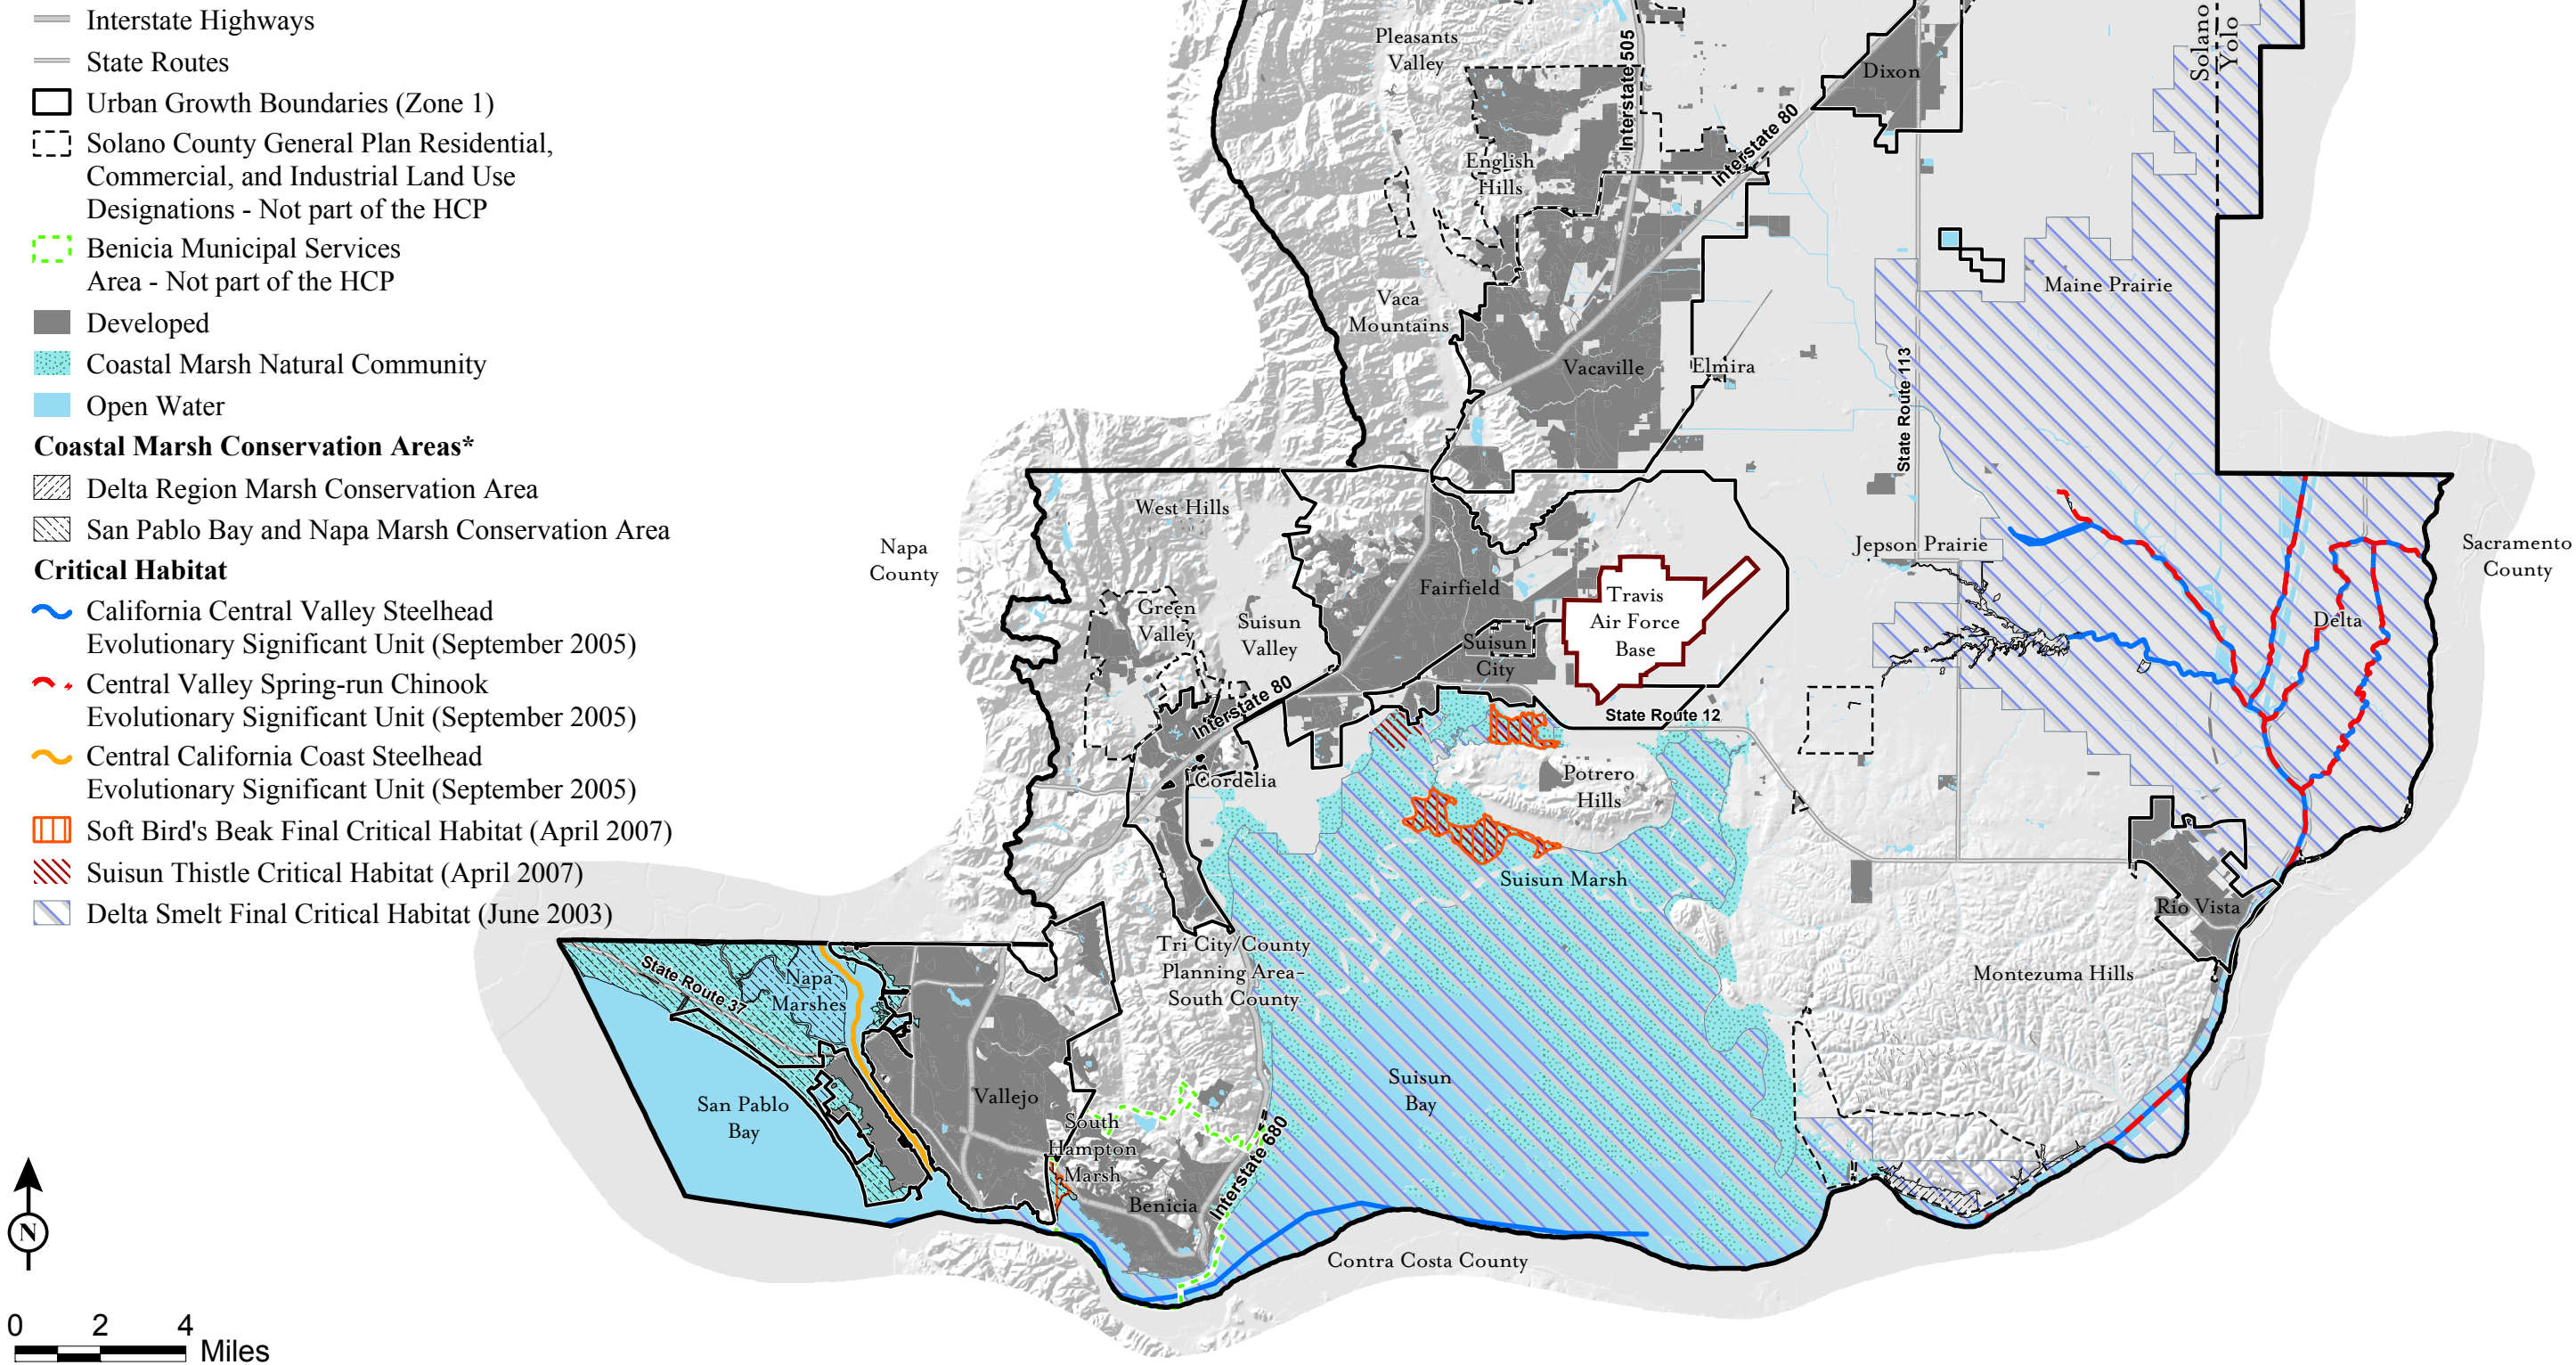 Interstate Highways
State Routes
Urban Growth Boundaries (Zone 1)
Solano County General Plan Residential,
Commercial, and Industrial Land Use
Designations - Not part of the HCP
Benicia Municipal Services
Area - Not part of the HCP
Developed
Coastal Marsh Natural Community
Open Water
Coastal Marsh Conservation Areas*
Delta Region Marsh Conservation Area
San Pablo Bay and Napa Marsh Conservation Area
Critical Habitat
California Central Valley Steelhead
Evolutionary Significant Unit (September 2005)
Central Valley Spring-run Chinook
Evolutionary Significant Unit (September 2005)
Central California Coast Steelhead
Evolutionary Significant Unit (September 2005)
Soft Bird's Beak Final Critical Habitat (April 2007)
Suisun Thistle Critical Habitat (April 2007)
Delta Smelt Final Critical Habitat (June 2003)
N
0 2 4
Miles
Pleasants
Valley
Interstate 505
Dixon
Solano
Yolo
Interstate 80
English
Hills
Maine Prairie
Vaca
Mountains
Vacaville
Elmira
State Route 113
West Hills
Napa
County
Jepson Prairie
Sacramento
County
Fairfield
Travis
Air Force
Base
Green
Valley
Suisun
Valley
Suisun
City
Delta
Interstate 80
State Route 12
Cordelia
Potrero
Hills
Suisun Marsh
Rio Vista
Tri City/County
Planning Area-
South County
Montezuma Hills
State Route 37
Napa
Marshes
San Pablo
Bay
Vallejo
Suisun
Bay
South
Hampton
Marsh
Benicia
Interstate 680
Contra Costa County